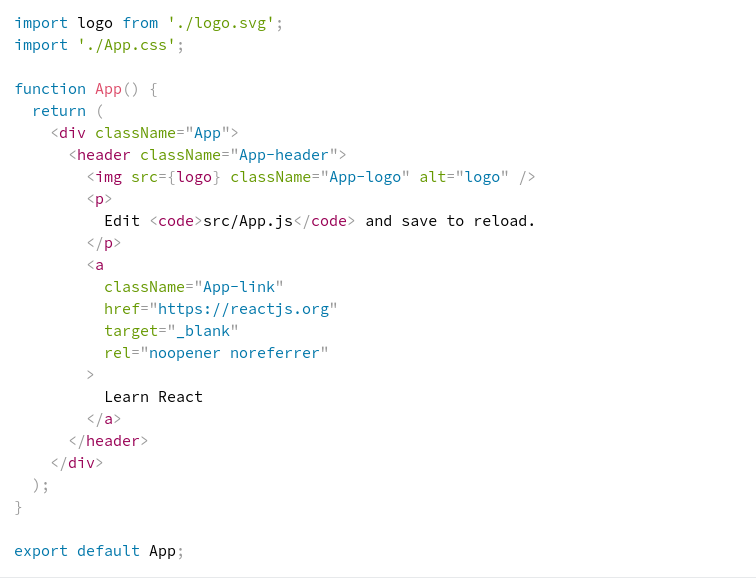 import logo from './logo.svg';
import './App.css';

function App() {
  return (
    <div className="App">
      <header className="App-header">
        <img src={logo} className="App-logo" alt="logo" />
        <p>
          Edit <code>src/App.js</code> and save to reload.
        </p>
        <a
          className="App-link"
          href="https://reactjs.org"
          target="_blank"
          rel="noopener noreferrer"
        >
          Learn React
        </a>
      </header>
    </div>
  );
}

export default App;